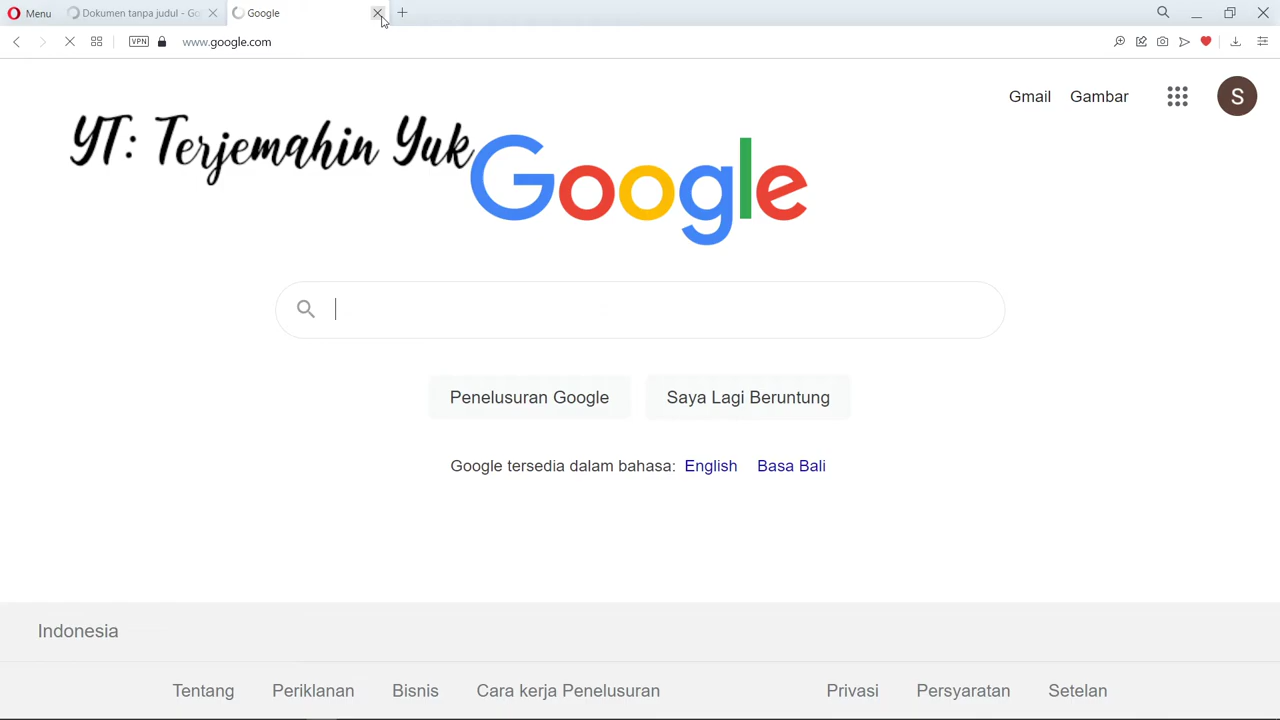 Menu
Dokumen tanpa judul - Go
Google
VPN
www.google.com
Gmail
Gambar
S
YT: Terjemahin Yuk
Google
Penelusuran Google
Saya Lagi Beruntung
Google tersedia dalam bahasa: English Basa Bali
Indonesia
Tentang
Periklanan
Bisnis
Cara kerja Penelusuran
Privasi
Persyaratan
Setelan